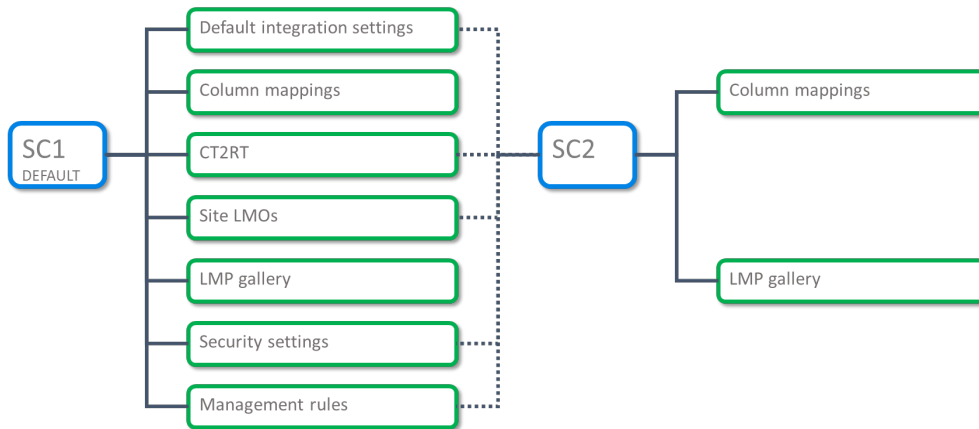 Default integration settings
Column mappings
SC1
DEFAULT
CT2RT
Site LMOs
LMP gallery
Security settings
Management rules
SC2
Column mappings
LMP gallery